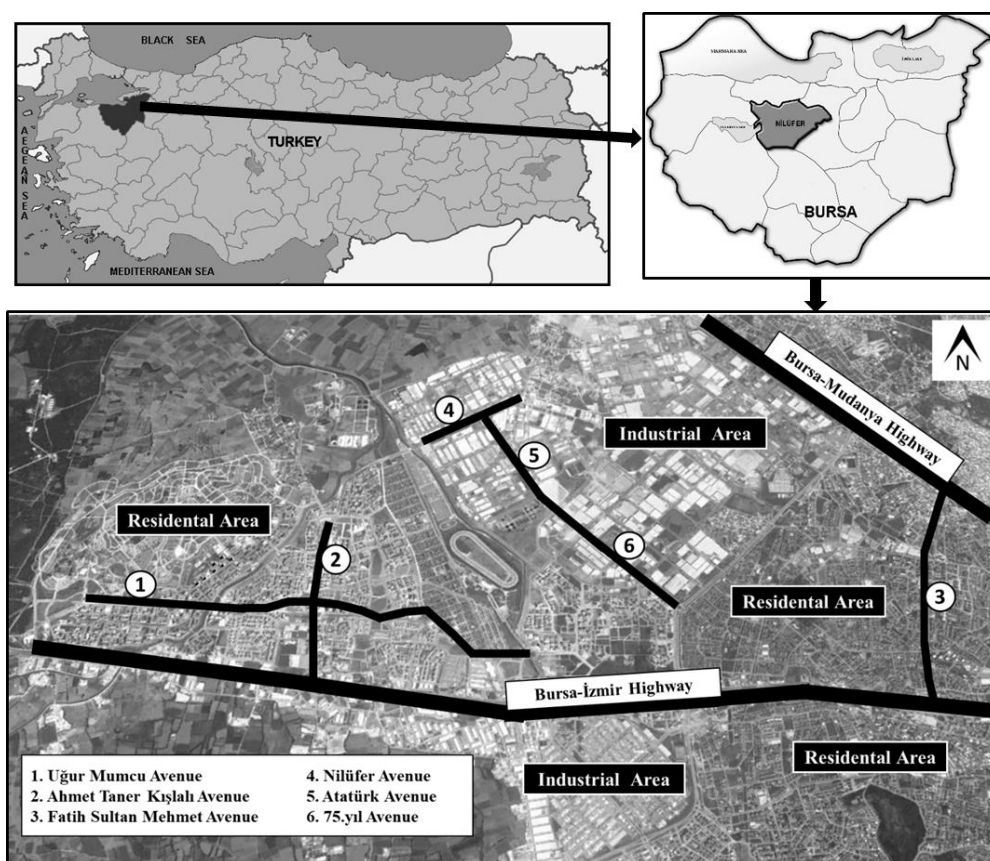 BLACK SEA
AEGEAN SEA
TURKEY
MEDITERRANEAN SEA
MARMARA SEA
NİLÜFER
BURSA
N
Bursa-Mudanya Highway
4
Industrial Area
5
Residental Area
2
6
1
Residental Area
3
Bursa-İzmir Highway
Residental Area
Industrial Area
1. Uğur Mumcu Avenue
2. Ahmet Taner Kışlalı Avenue
3. Fatih Sultan Mehmet Avenue
4. Nilüfer Avenue
5. Atatürk Avenue
6. 75.yıl Avenue